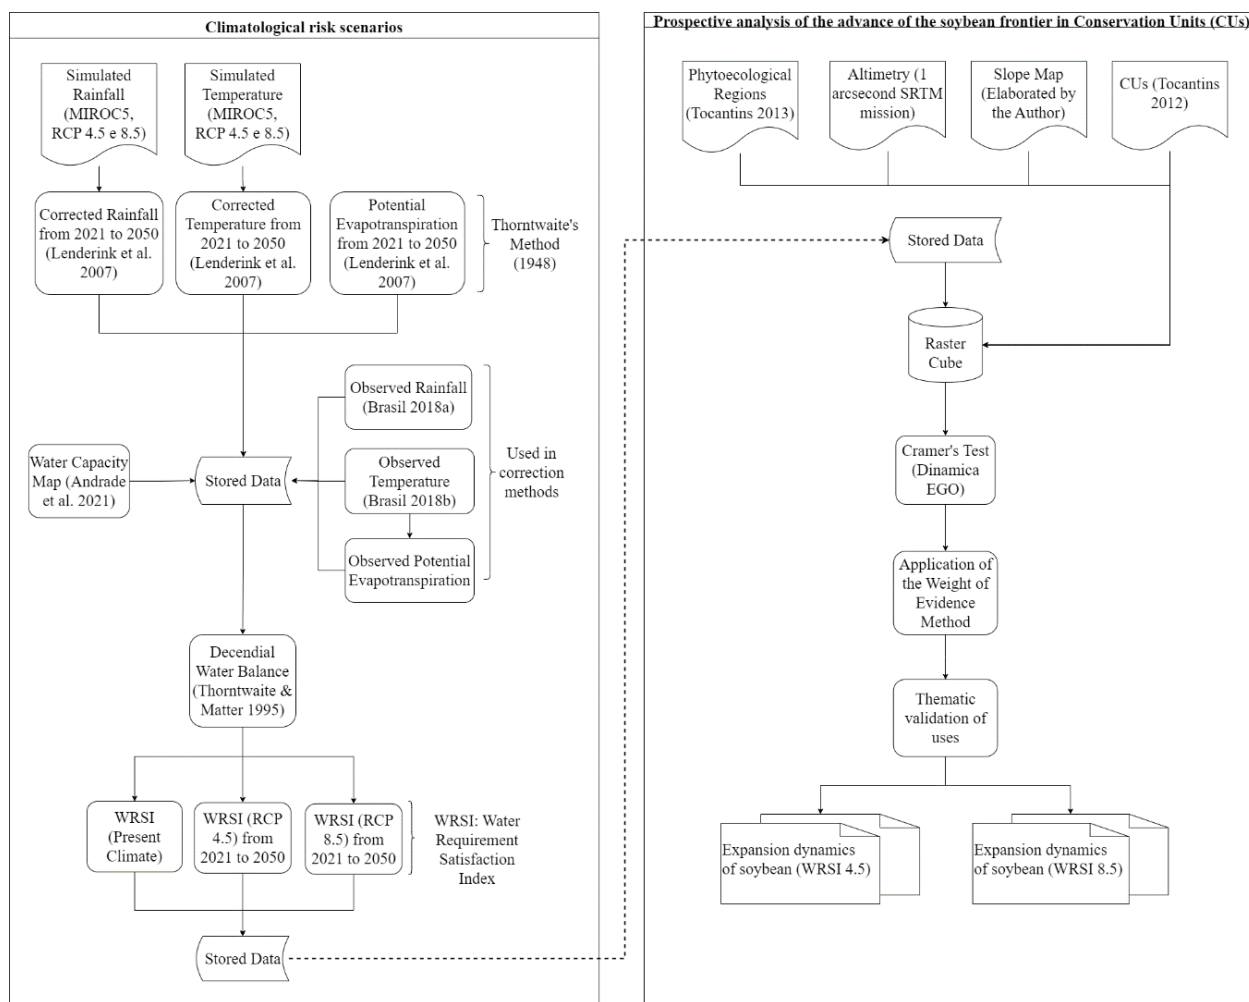 Climatological risk scenarios
Simulated
Rainfall
(MIROC5,
RCP 4.5 e 8.5)
Simulated
Temperature
(MIROC5,
RCP 4.5 e 8.5)
Corrected Rainfall
from 2021 to 2050
(Lenderink et al.
2007)
Corrected
Temperature from
2021 to 2050
(Lenderink et al.
2007)
Potential
Evapotranspiration
from 2021 to 2050
(Lenderink et al.
2007)
Thorntwaite's
Method
(1948)
Observed Rainfall
(Brasil 2018a)
Water Capacity
Map (Andrade
et al. 2021)
Stored Data
Observed
Temperature
(Brasil 2018b)
Used in
correction
methods
Observed Potential
Evapotranspiration
Decendial
Water Balance
(Thorntwaite &
Matter 1995)
WRSI
(Present
Climate)
WRSI (RCP
4.5) from
2021 to 2050
WRSI (RCP
8.5) from
2021 to 2050
WRSI: Water
Requirement
Satisfaction
Index
Stored Data
Prospective analysis of the advance of the soybean frontier in Conservation Units (CUs)
Phytoecological
Regions
(Tocantins 2013)
Altimetry (1
arcsecond SRTM
mission)
Slope Map
(Elaborated by
the Author)
CUs (Tocantins
2012)
Stored Data
Raster
Cube
Cramer's Test
(Dinamica
EGO)
Application of
the Weight of
Evidence
Method
Thematic
validation of
uses
Expansion dynamics
of soybean (WRSI 4.5)
Expansion dynamics
of soybean (WRSI 8.5)